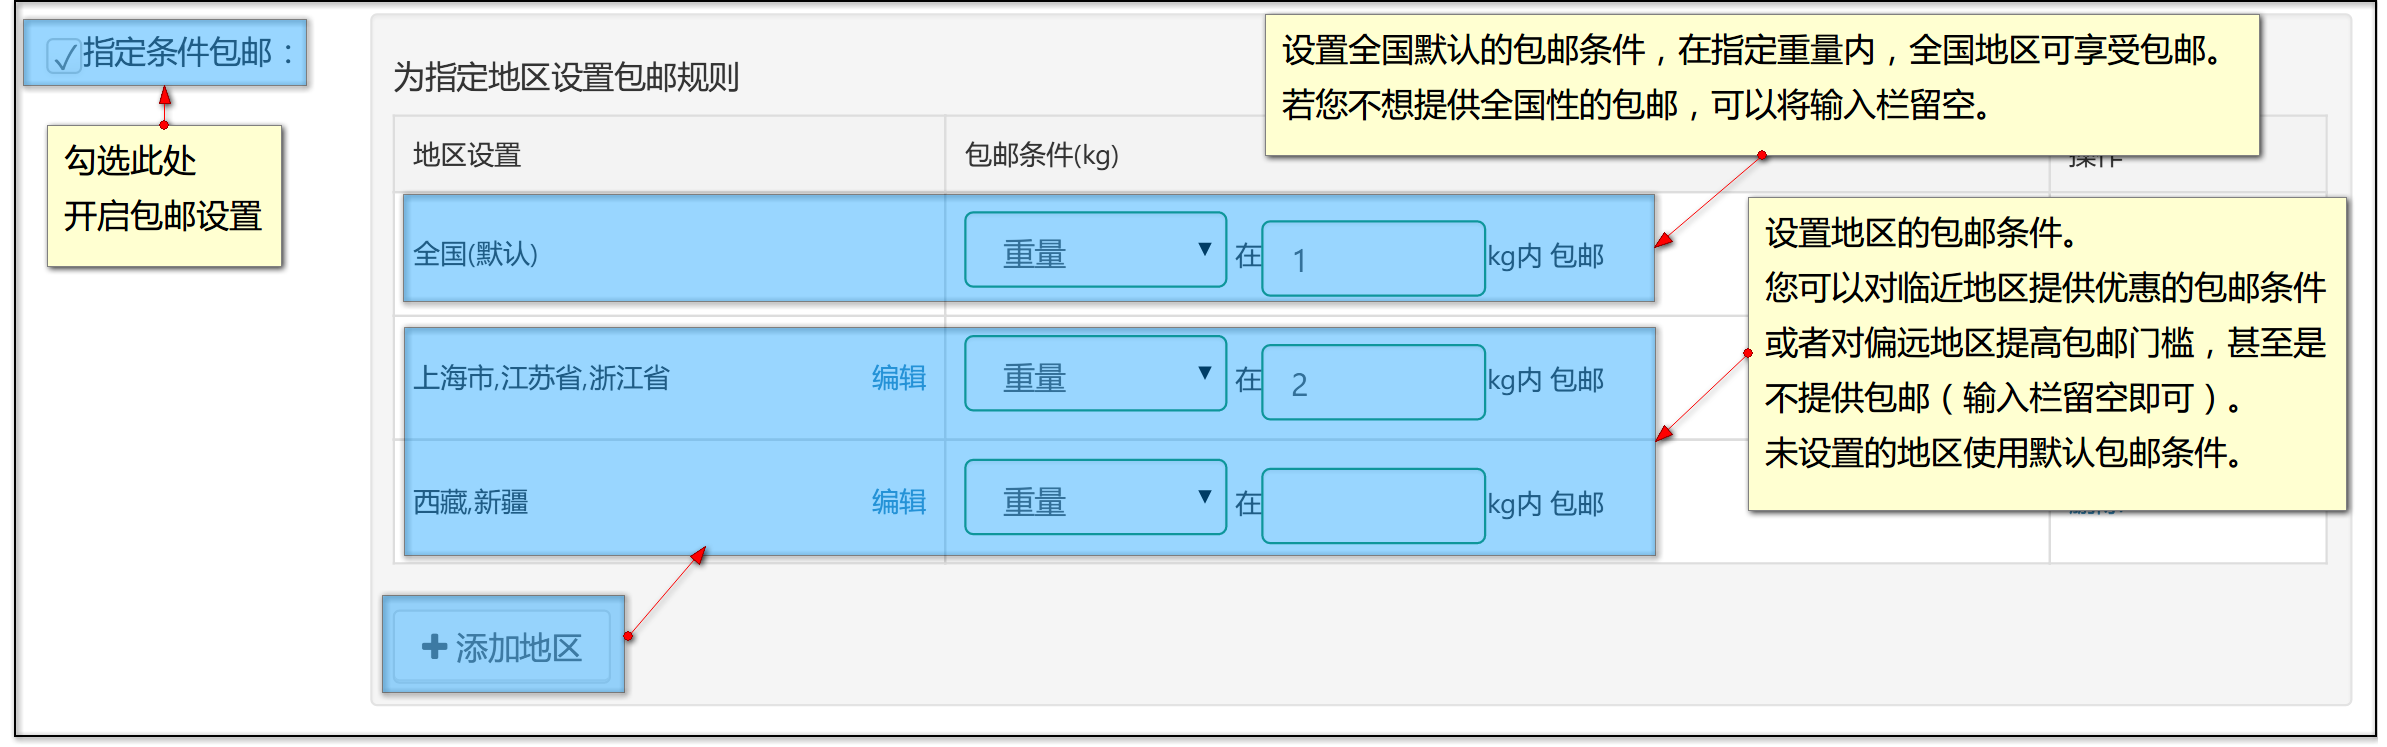 指定条件包邮：
勾选此处
开启包邮设置
为指定地区设置包邮规则
设置全国默认的包邮条件，在指定重量内，全国地区可享受包邮。
若您不想提供全国性的包邮，可以将输入栏留空。
地区设置 包邮条件(kg) 操作
全国(默认) 重量 在 1 kg内 包邮
上海市,江苏省,浙江省 编辑 重量 在 2 kg内 包邮
西藏,新疆 编辑 重量 在 kg内 包邮
设置地区的包邮条件。
您可以对临近地区提供优惠的包邮条件
或者对偏远地区提高包邮门槛，甚至是
不提供包邮（输入栏留空即可）。
未设置的地区使用默认包邮条件。
添加地区